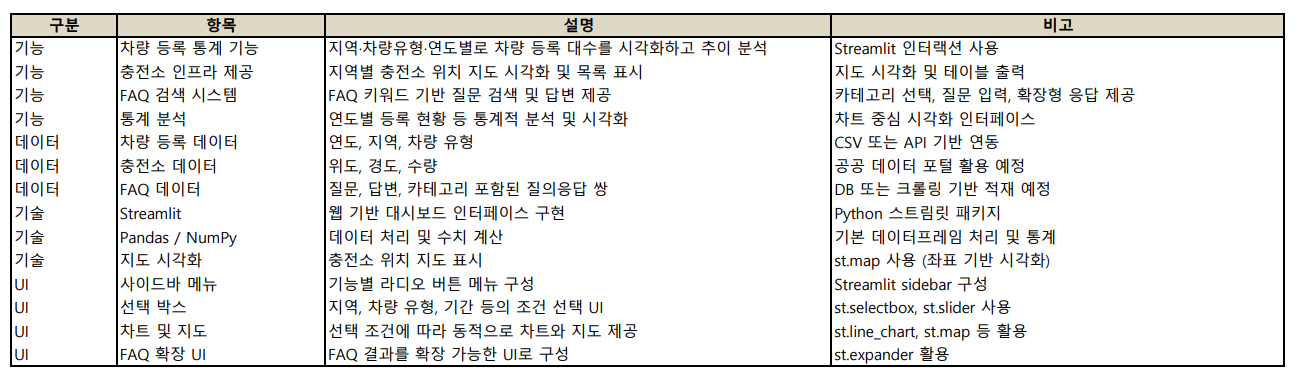 구분 항목 설명 비고
기능 차량 등록 통계 기능 지역·차량유형·연도별로 차량 등록 대수를 시각화하고 추이 분석 Streamlit 인터랙션 사용
기능 충전소 인프라 제공 지역별 충전소 위치 지도 시각화 및 목록 표시 지도 시각화 및 테이블 출력
기능 FAQ 검색 시스템 FAQ 키워드 기반 질문 검색 및 답변 제공 카테고리 선택, 질문 입력, 확장형 응답 제공
기능 통계 분석 연도별 등록 현황 등 통계적 분석 및 시각화 차트 중심 시각화 인터페이스
데이터 차량 등록 데이터 연도, 지역, 차량 유형 CSV 또는 API 기반 연동
데이터 충전소 데이터 위도, 경도, 수량 공공 데이터 포털 활용 예정
데이터 FAQ 데이터 질문, 답변, 카테고리 포함된 질의응답 쌍 DB 또는 크롤링 기반 적재 예정
기술 Streamlit 웹 기반 대시보드 인터페이스 구현 Python 스트림릿 패키지
기술 Pandas / NumPy 데이터 처리 및 수치 계산 기본 데이터프레임 처리 및 통계
기술 지도 시각화 충전소 위치 지도 표시 st.map 사용 (좌표 기반 시각화)
UI 사이드바 메뉴 기능별 라디오 버튼 메뉴 구성 Streamlit sidebar 구성
UI 선택 박스 지역, 차량 유형, 기간 등의 조건 선택 UI st.selectbox, st.slider 사용
UI 차트 및 지도 선택 조건에 따라 동적으로 차트와 지도 제공 st.line_chart, st.map 등 활용
UI FAQ 확장 UI FAQ 결과를 확장 가능한 UI로 구성 st.expander 활용